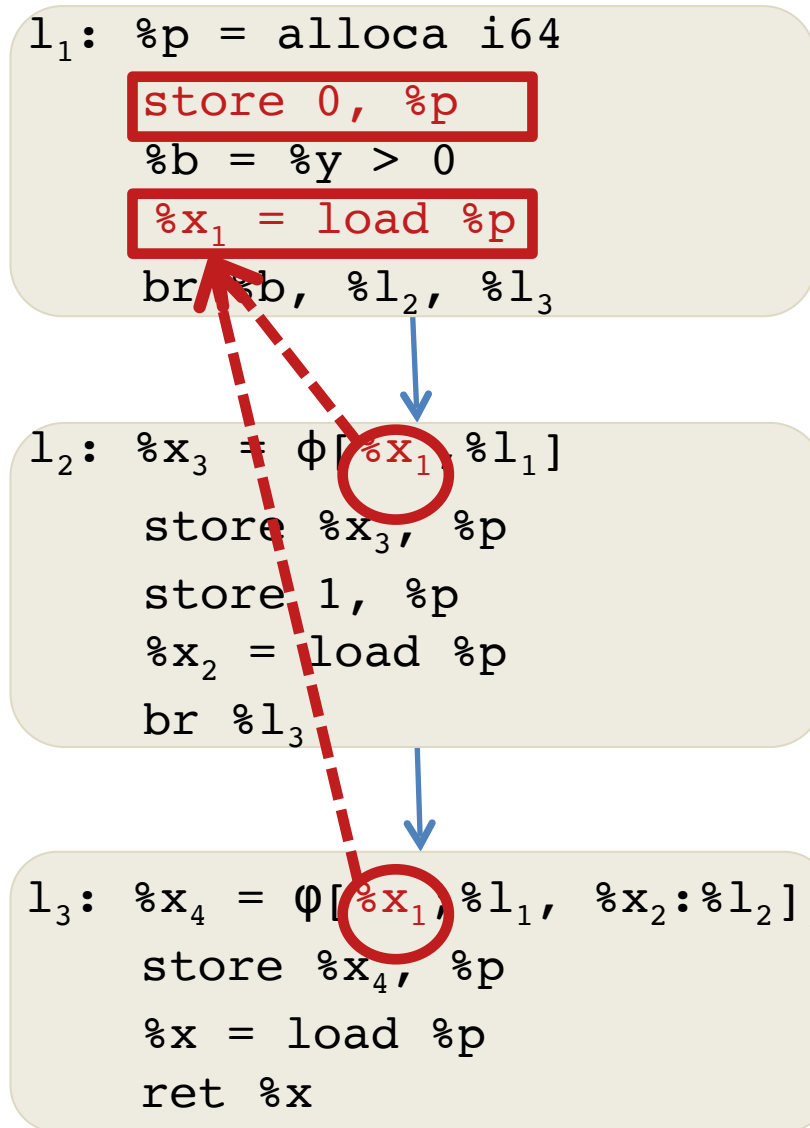 l₁: %p = alloca i64
store 0, %p
%b = %y > 0
%x₁ = load %p
br %b, %l₂, %l₃
l₂: %x₃ = ϕ[%x₁,%l₁]
store %x₃, %p
store 1, %p
%x₂ = load %p
br %l₃
l₃: %x₄ = φ[%x₁,%l₁, %x₂:%l₂]
store %x₄, %p
%x = load %p
ret %x